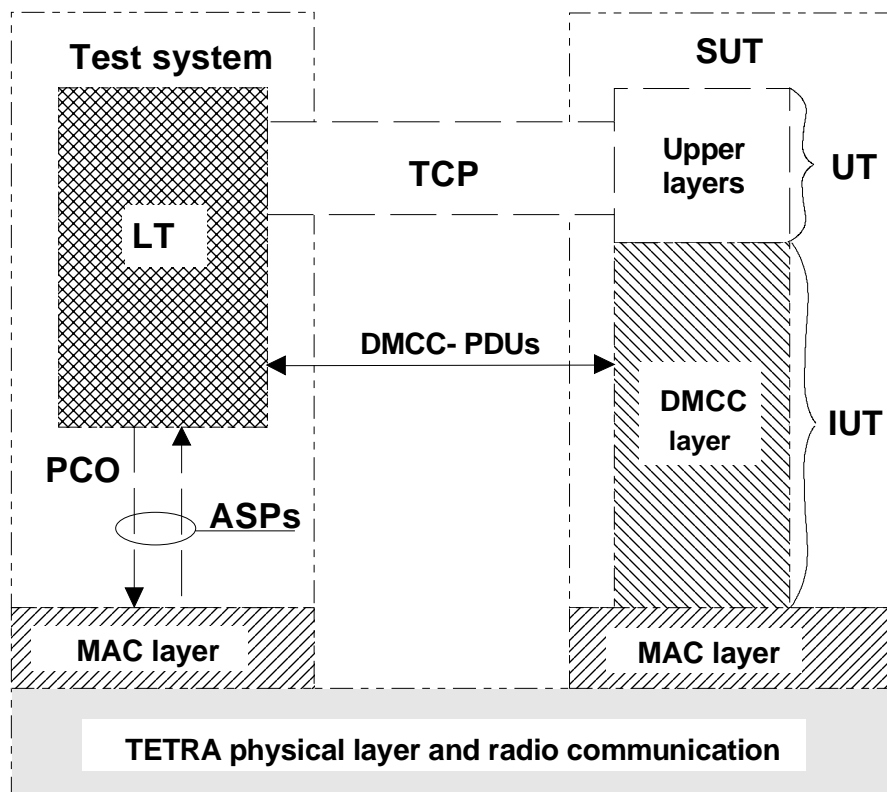 Test system
SUT
Upper
layers
UT
TCP
LT
DMCC- PDUs
DMCC
layer
IUT
PCO
ASPs
MAC layer
MAC layer
TETRA physical layer and radio communication